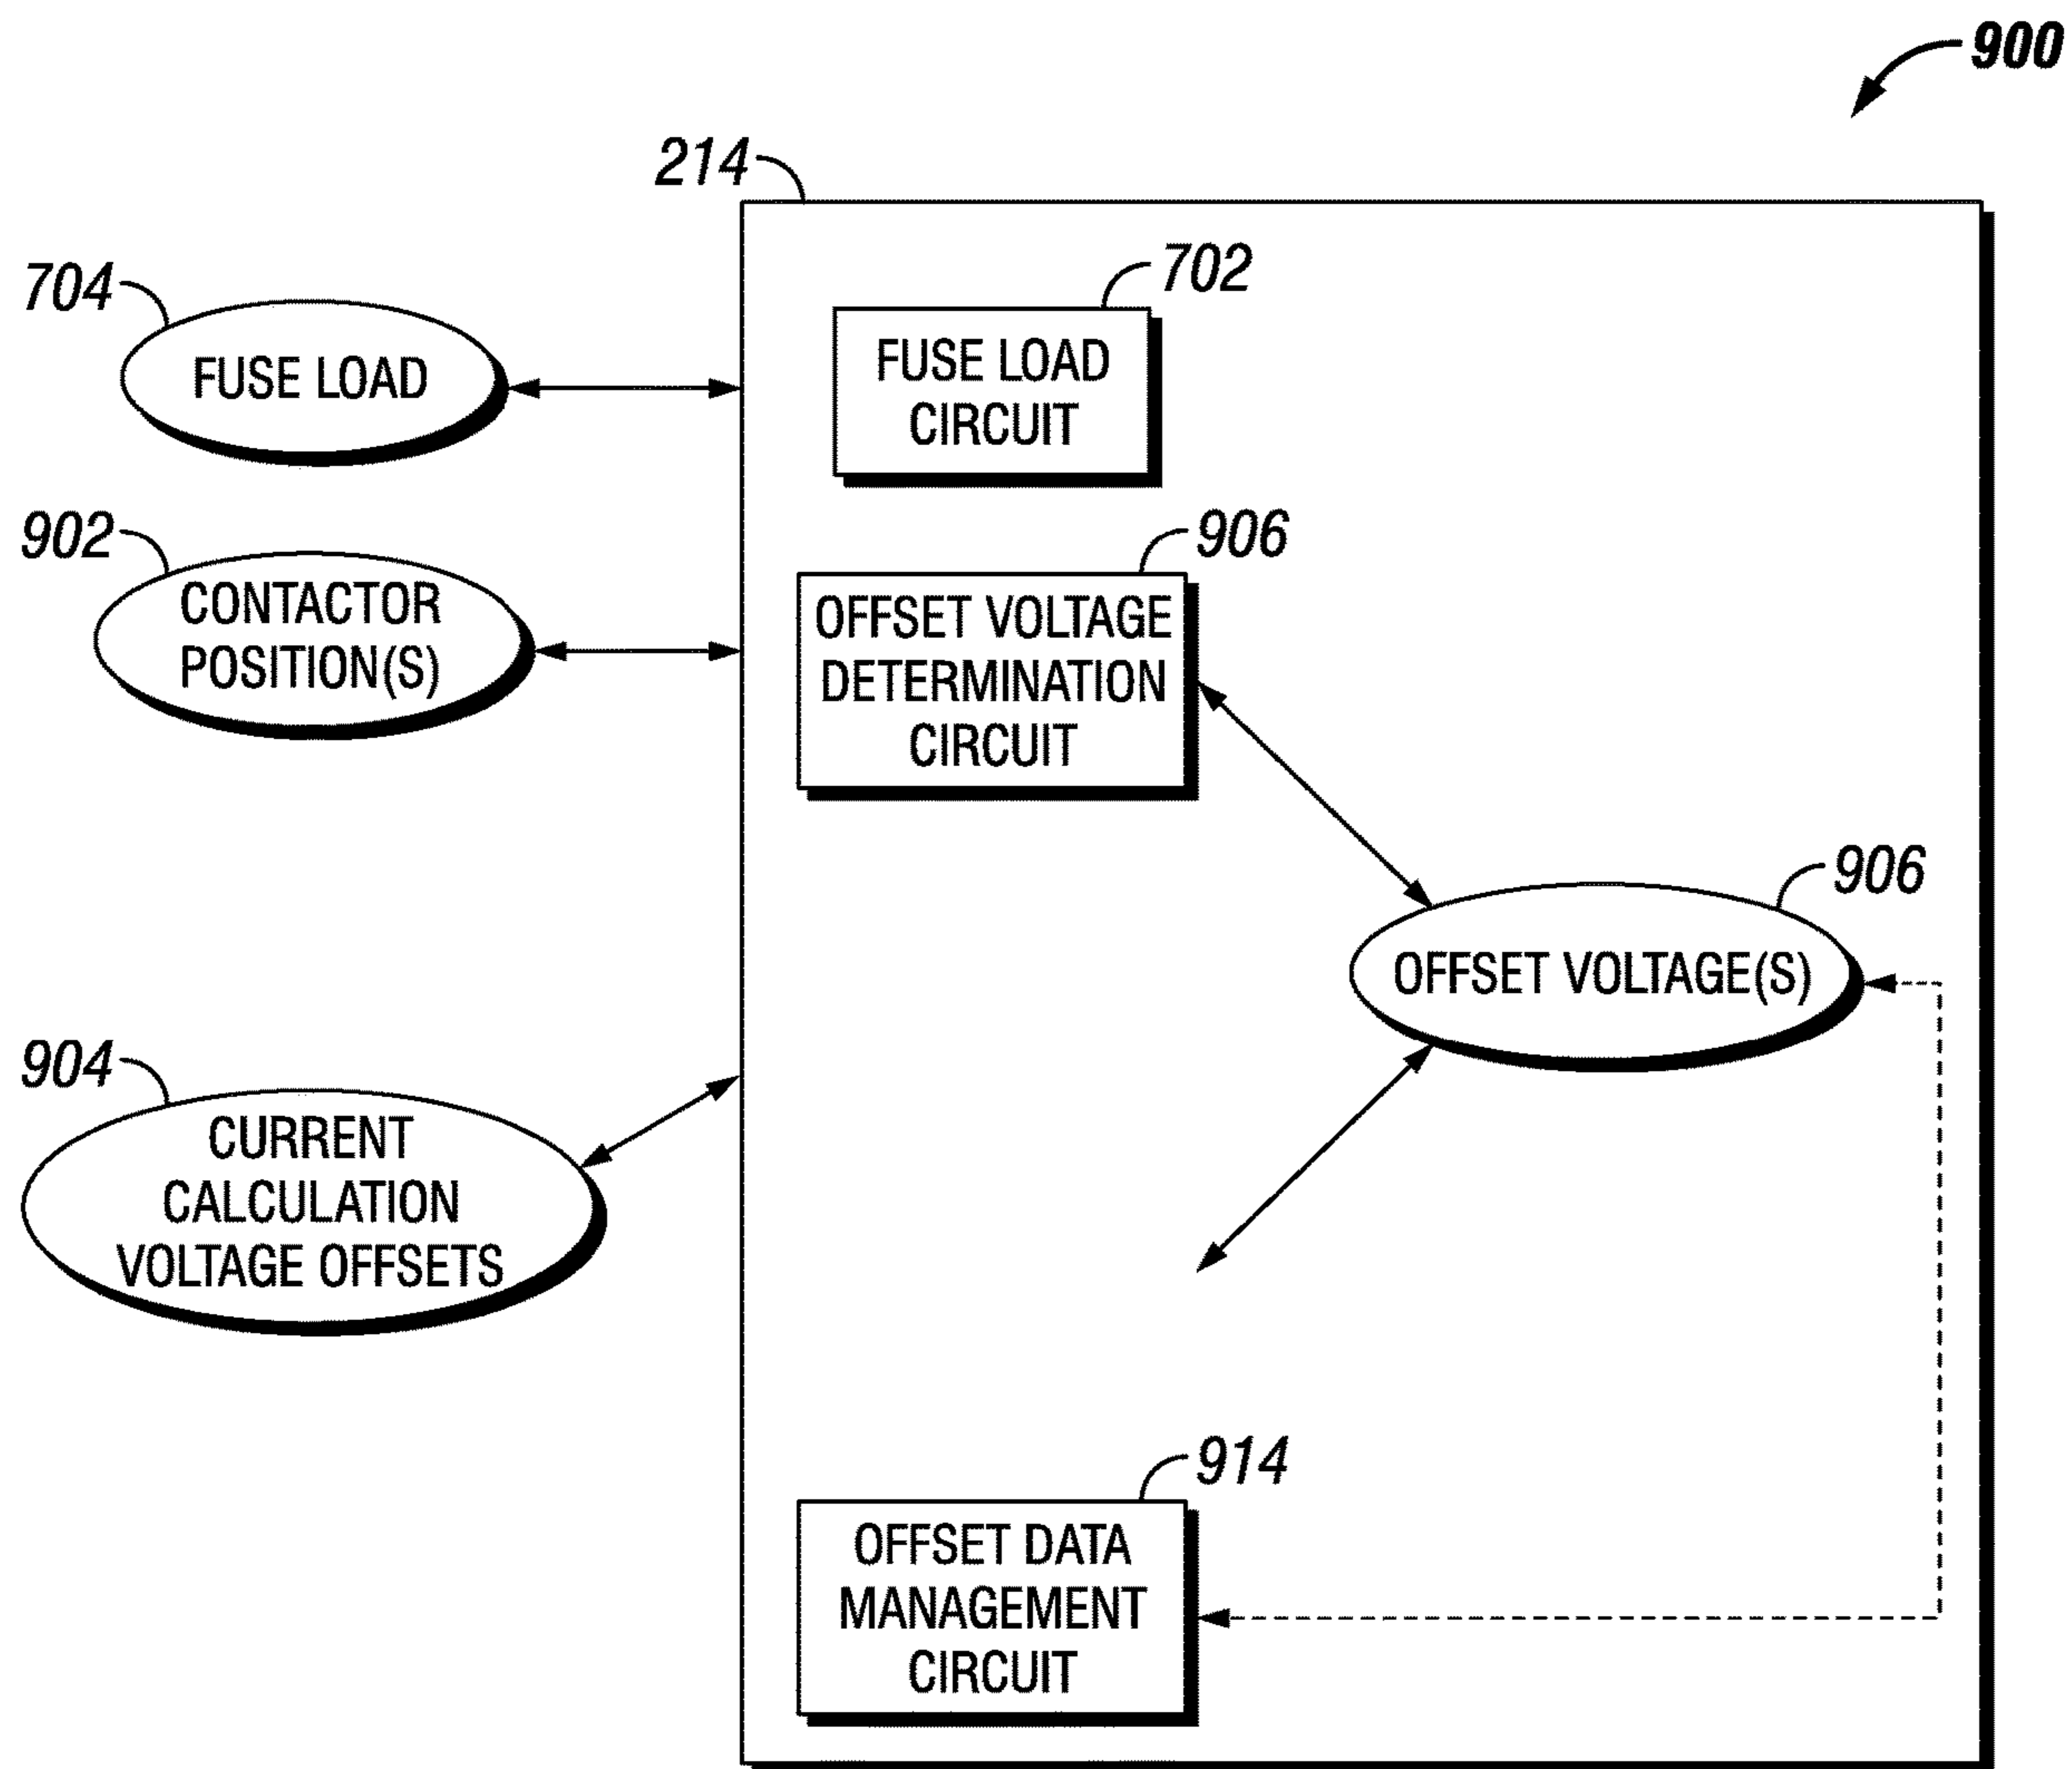 900
214
704
FUSE LOAD
702
FUSE LOAD
CIRCUIT
902
CONTACTOR
POSITION(S)
906
OFFSET VOLTAGE
DETERMINATION
CIRCUIT
906
OFFSET VOLTAGE(S)
904
CURRENT
CALCULATION
VOLTAGE OFFSETS
914
OFFSET DATA
MANAGEMENT
CIRCUIT